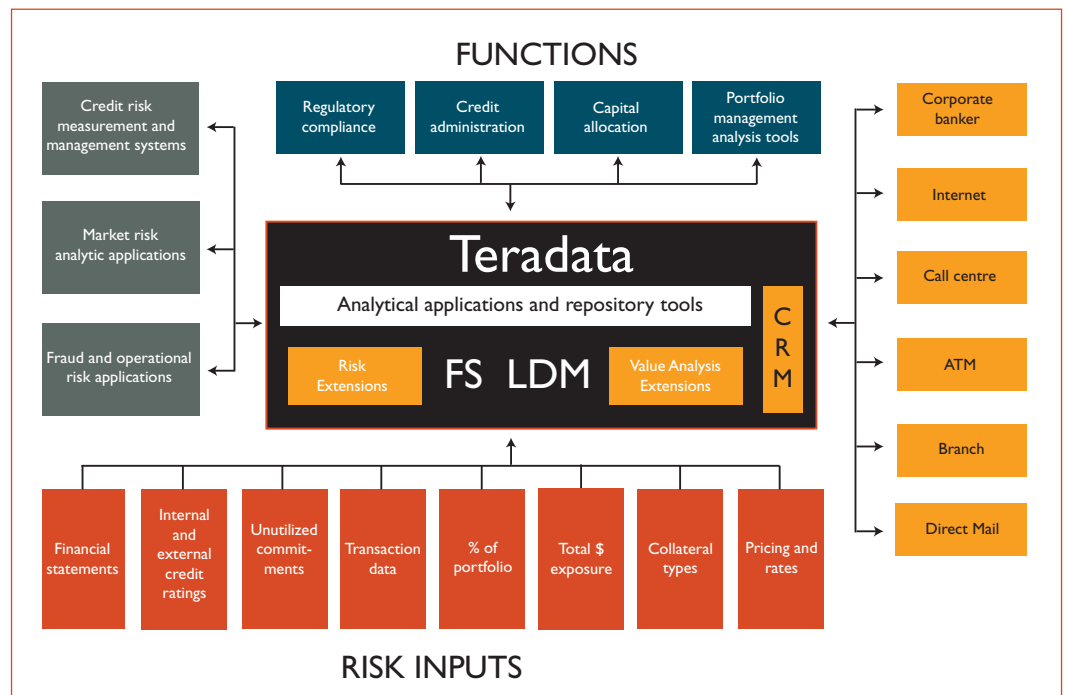 FUNCTIONS
Credit risk
measurement and
management systems
Market risk
analytic applications
Fraud and operational
risk applications
Regulatory
compliance
Credit
administration
Capital
allocation
Portfolio
management
analysis tools
Corporate
banker
Internet
Call centre
ATM
Branch
Direct Mail
Teradata
Analytical applications and repository tools
C
R
M
Risk
Extensions
FS LDM
Value Analysis
Extensions
Financial
statements
Internal
and
external
credit
ratings
Unutilized
commit-
ments
Transaction
data
% of
portfolio
Total $
exposure
Collateral
types
Pricing and
rates
RISK INPUTS